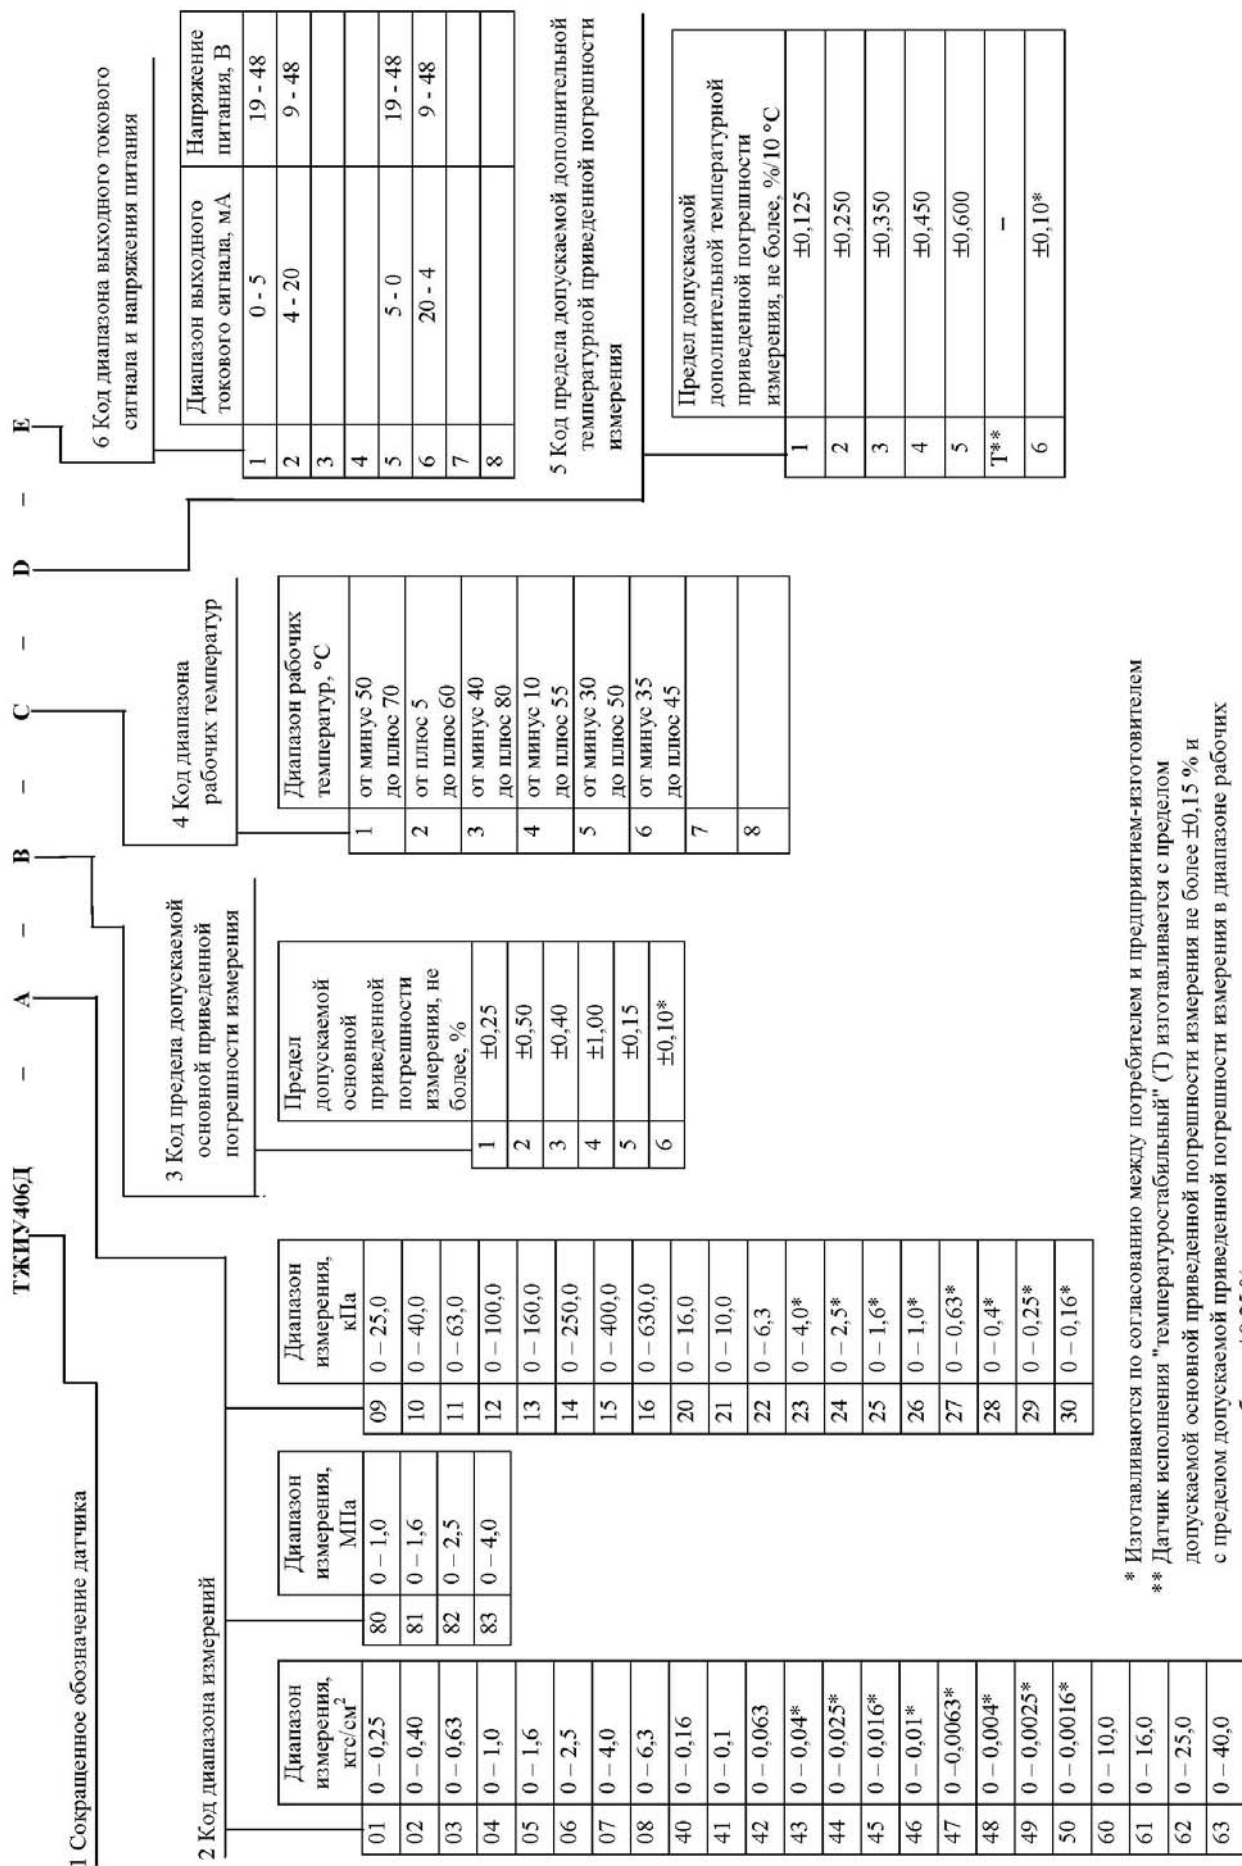 ТЖИУ406Д – A – B – C – D – E
1 Сокращенное обозначение датчика
2 Код диапазона измерений
Диапазон
измерения,
кгс/см²
01 0 – 0,25
02 0 – 0,40
03 0 – 0,63
04 0 – 1,0
05 0 – 1,6
06 0 – 2,5
07 0 – 4,0
08 0 – 6,3
40 0 – 0,16
41 0 – 0,1
42 0 – 0,063
43 0 – 0,04*
44 0 – 0,025*
45 0 – 0,016*
46 0 – 0,01*
47 0 –0,0063*
48 0 – 0,004*
49 0 – 0,0025*
50 0 – 0,0016*
60 0 – 10,0
61 0 – 16,0
62 0 – 25,0
63 0 – 40,0
Диапазон
измерения,
МПа
80 0 – 1,0
81 0 – 1,6
82 0 – 2,5
83 0 – 4,0
Диапазон
измерения,
кПа
09 0 – 25,0
10 0 – 40,0
11 0 – 63,0
12 0 – 100,0
13 0 – 160,0
14 0 – 250,0
15 0 – 400,0
16 0 – 630,0
20 0 – 16,0
21 0 – 10,0
22 0 – 6,3
23 0 – 4,0*
24 0 – 2,5*
25 0 – 1,6*
26 0 – 1,0*
27 0 – 0,63*
28 0 – 0,4*
29 0 – 0,25*
30 0 – 0,16*
3 Код предела допускаемой
основной приведенной
погрешности измерения
Предел
допускаемой
основной
приведенной
погрешности
измерения, не
более, %
1 ±0,25
2 ±0,50
3 ±0,40
4 ±1,00
5 ±0,15
6 ±0,10*
4 Код диапазона
рабочих температур
Диапазон рабочих
температур, °С
1 от минус 50
до плюс 70
2 от плюс 5
до плюс 60
3 от минус 40
до плюс 80
4 от минус 10
до плюс 55
5 от минус 30
до плюс 50
6 от минус 35
до плюс 45
7
8
6 Код диапазона выходного токового
сигнала и напряжения питания
Диапазон выходного Напряжение
токового сигнала, мА питания, В
1 0 - 5 19 - 48
2 4 - 20 9 - 48
3
4
5 5 - 0 19 - 48
6 20 - 4 9 - 48
7
8
5 Код предела допускаемой дополнительной
температурной приведенной погрешности
измерения
Предел допускаемой
дополнительной температурной
приведенной погрешности
измерения, не более, %/10 °С
1 ±0,125
2 ±0,250
3 ±0,350
4 ±0,450
5 ±0,600
Т** –
6 ±0,10*
* Изготавливаются по согласованию между потребителем и предприятием-изготовителем
** Датчик исполнения "температуростабильный" (Т) изготавливается с пределом
допускаемой основной приведенной погрешности измерения не более ±0,15 % и
с пределом допускаемой приведенной погрешности измерения в диапазоне рабочих